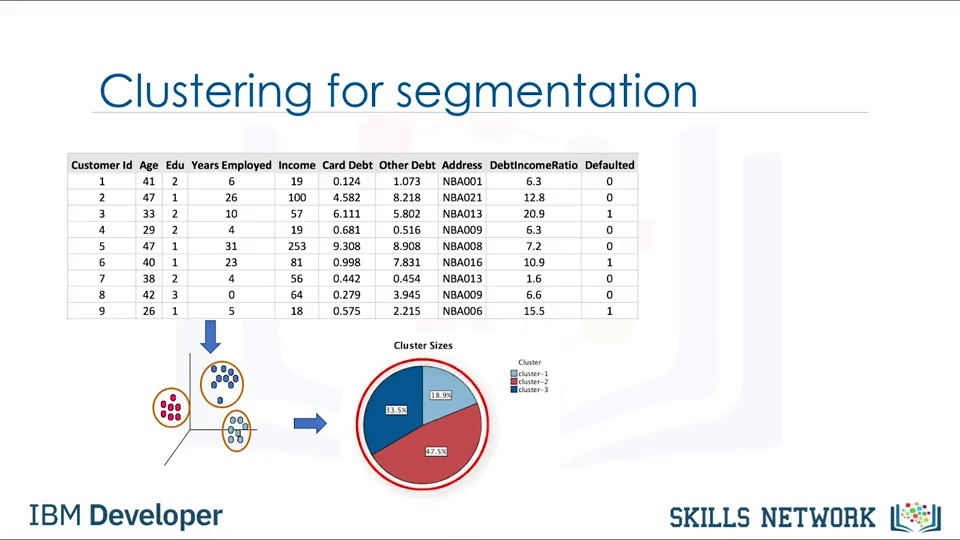 Clustering for segmentation
Customer Id Age Edu Years Employed Income Card Debt Other Debt Address DebtIncomeRatio Defaulted
1 41 2 6 19 0.124 1.073 NBA001 6.3 0
2 47 1 26 100 4.582 8.218 NBA021 12.8 0
3 33 2 10 57 6.111 5.802 NBA013 20.9 1
4 29 2 4 19 0.681 0.516 NBA009 6.3 0
5 47 1 31 253 9.308 8.908 NBA008 7.2 0
6 40 1 23 81 0.998 7.831 NBA016 10.9 1
7 38 2 4 56 0.442 0.454 NBA013 1.6 0
8 42 3 0 64 0.279 3.945 NBA009 6.6 0
9 26 1 5 18 0.575 2.215 NBA006 15.5 1
Cluster Sizes
Cluster
cluster-1
cluster-2
cluster-3
18.9%
33.5%
47.5%
IBM Developer
SKILLS NETWORK